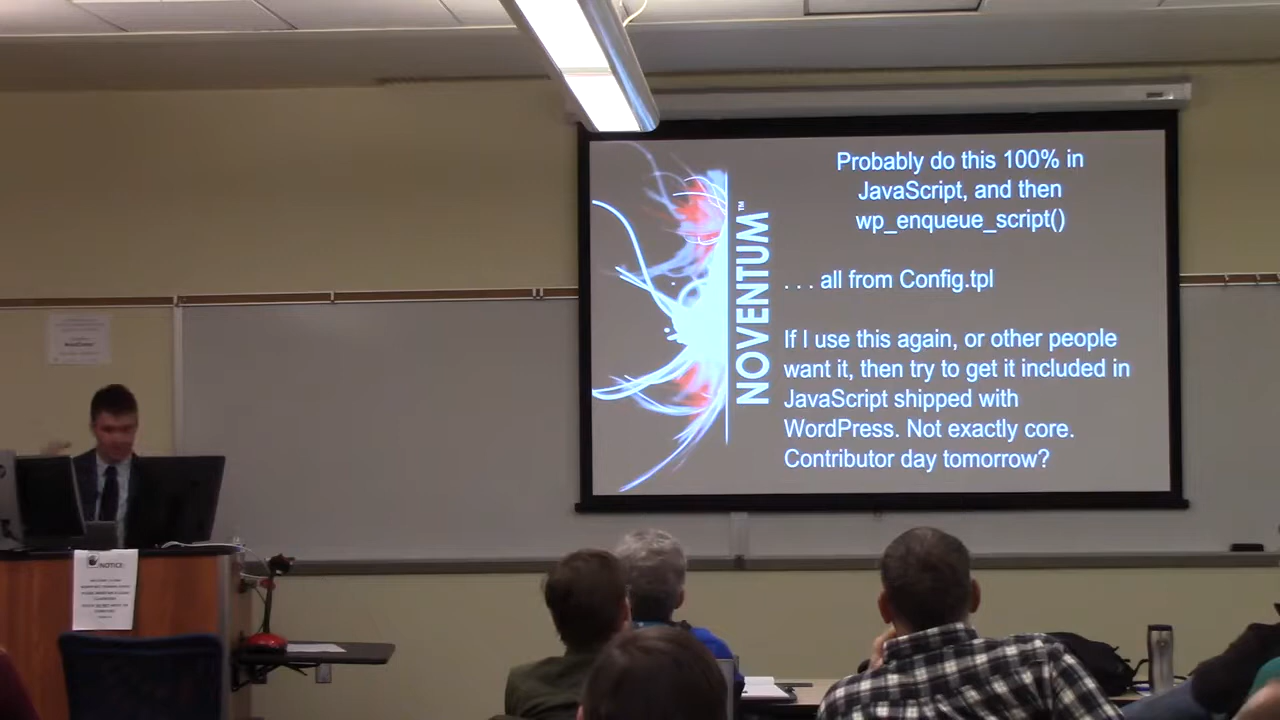 Probably do this 100% in
JavaScript, and then
wp_enqueue_script()
. . . all from Config.tpl
If I use this again, or other people
want it, then try to get it included in
JavaScript shipped with
WordPress. Not exactly core.
Contributor day tomorrow?
NOVENTUM™
NOTICE